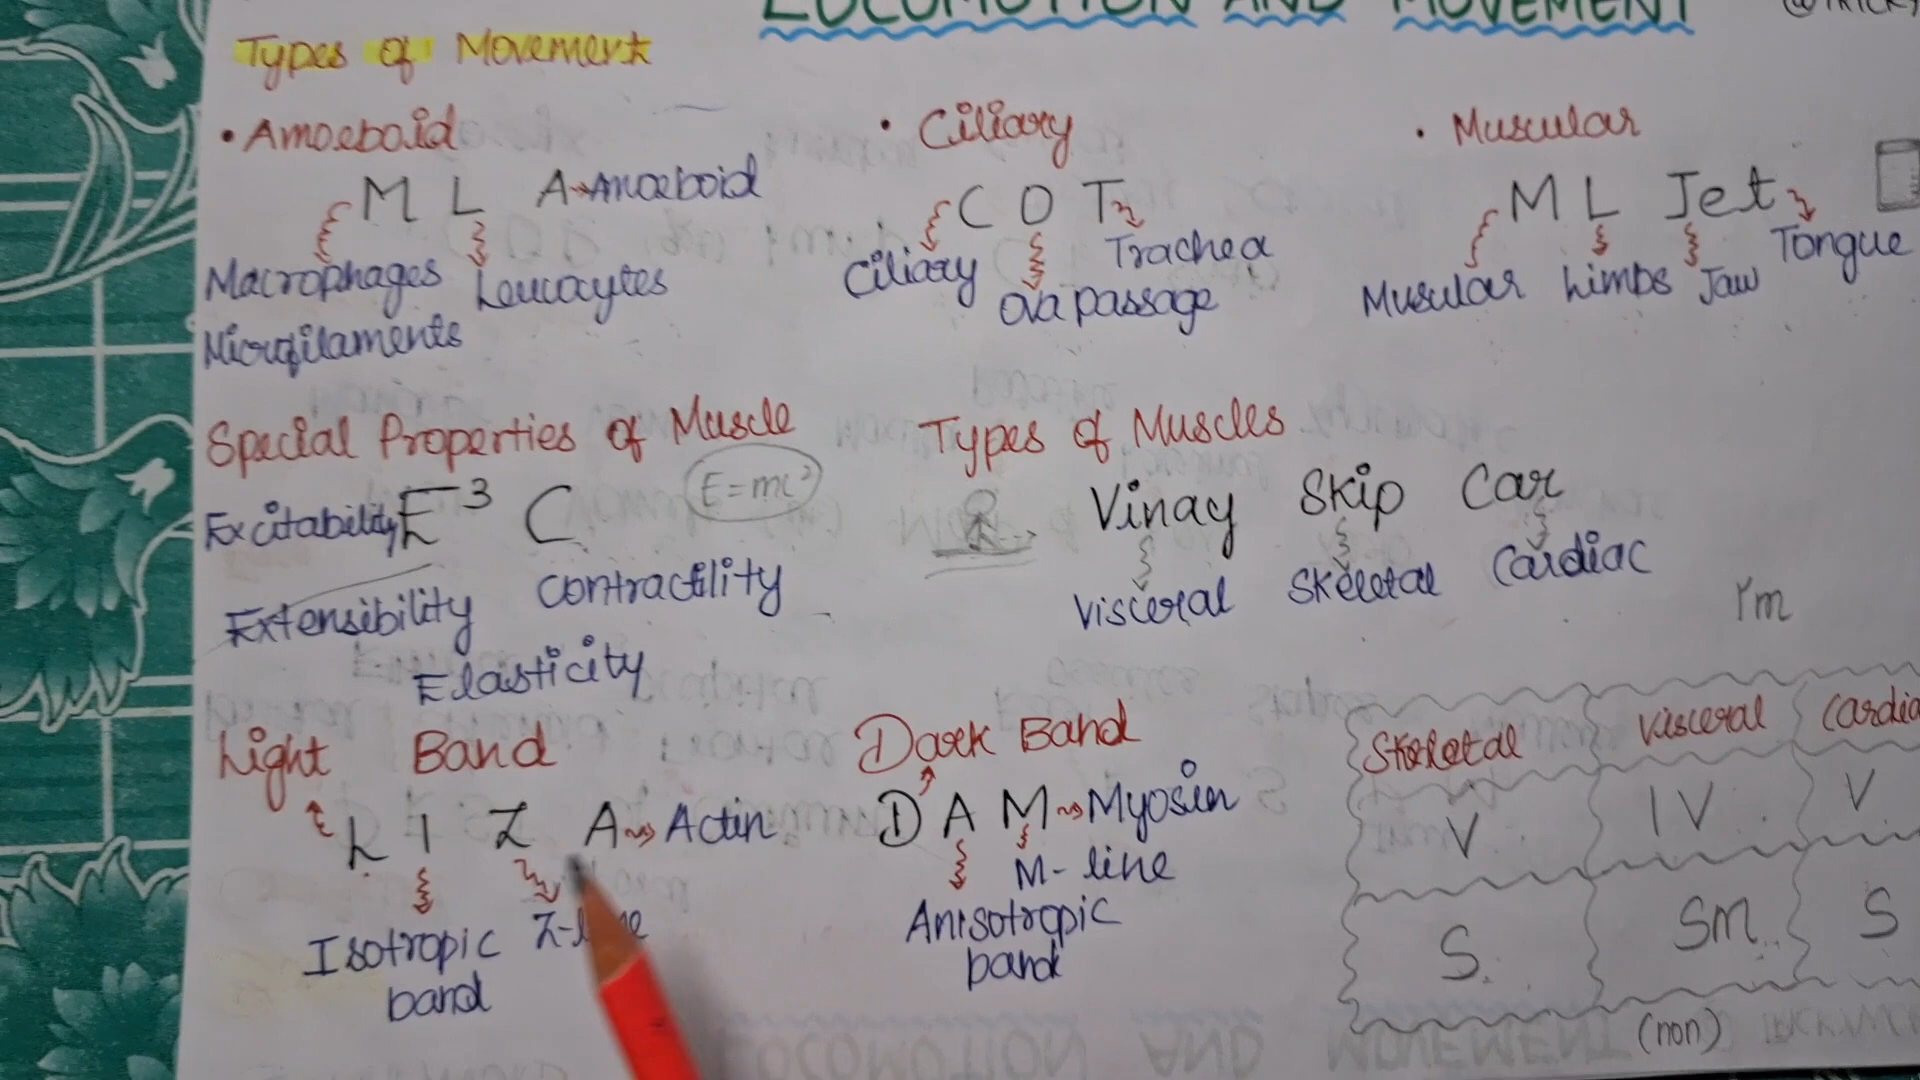 LOCOMOTION AND MOVEMENT
Types of Movement
• Amoeboid
M L A→Amoeboid
Macrophages Leucocytes
Microfilaments
• Ciliary
C O T
Ciliary Ova passage Trachea
• Muscular
M L Jet
Muscular Limbs Jaw Tongue
Special Properties of Muscle
Excitability E³ C E=mc²
Extensibility Contractility
Elasticity
Types of Muscles
Vinay Skip Car
Visceral Skeletal Cardiac
Light Band
L I Z A→Actin
Isotropic Z-line
band
Dark Band
D A M→Myosin
M-line
Anisotropic
band
Skeletal Visceral Cardia
V IV V
S Sm S
(non)